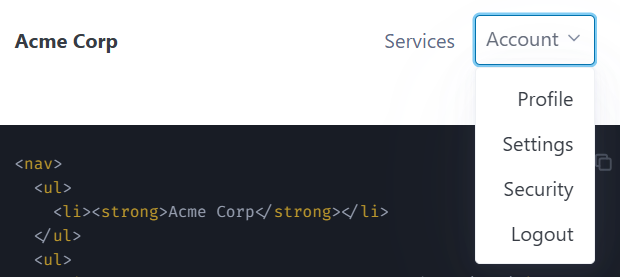 Acme Corp
Services
Account
Profile
Settings
Security
Logout
<nav>
  <ul>
    <li><strong>Acme Corp</strong></li>
  </ul>
  <ul>